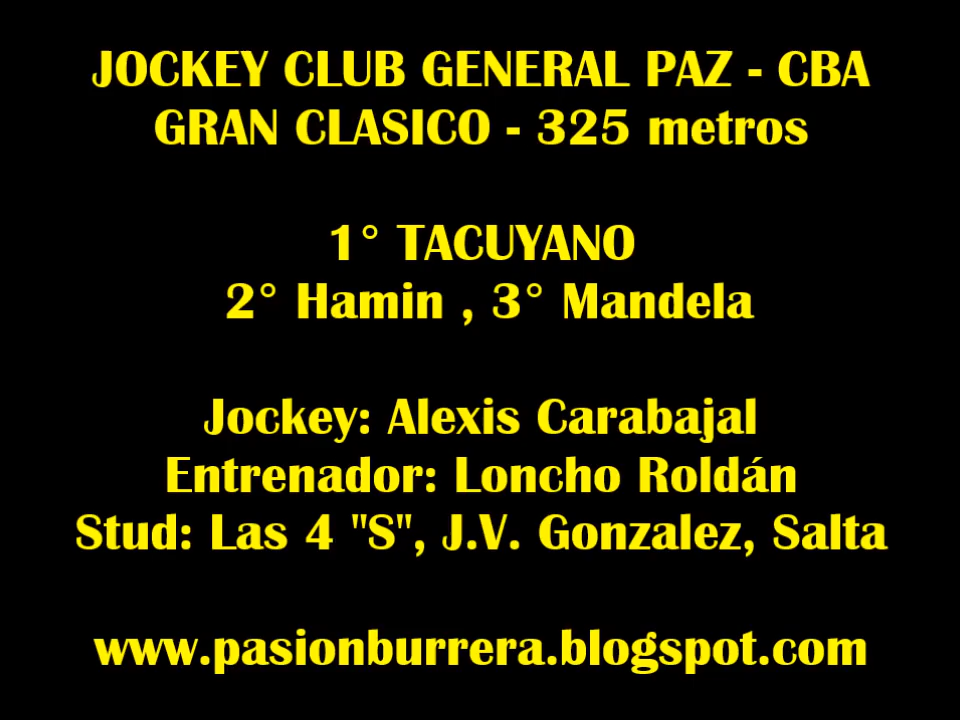 JOCKEY CLUB GENERAL PAZ - CBA
GRAN CLASICO - 325 metros
1° TACUYANO
2° Hamin , 3° Mandela
Jockey: Alexis Carabajal
Entrenador: Loncho Roldán
Stud: Las 4 "S", J.V. Gonzalez, Salta
www.pasionburrera.blogspot.com